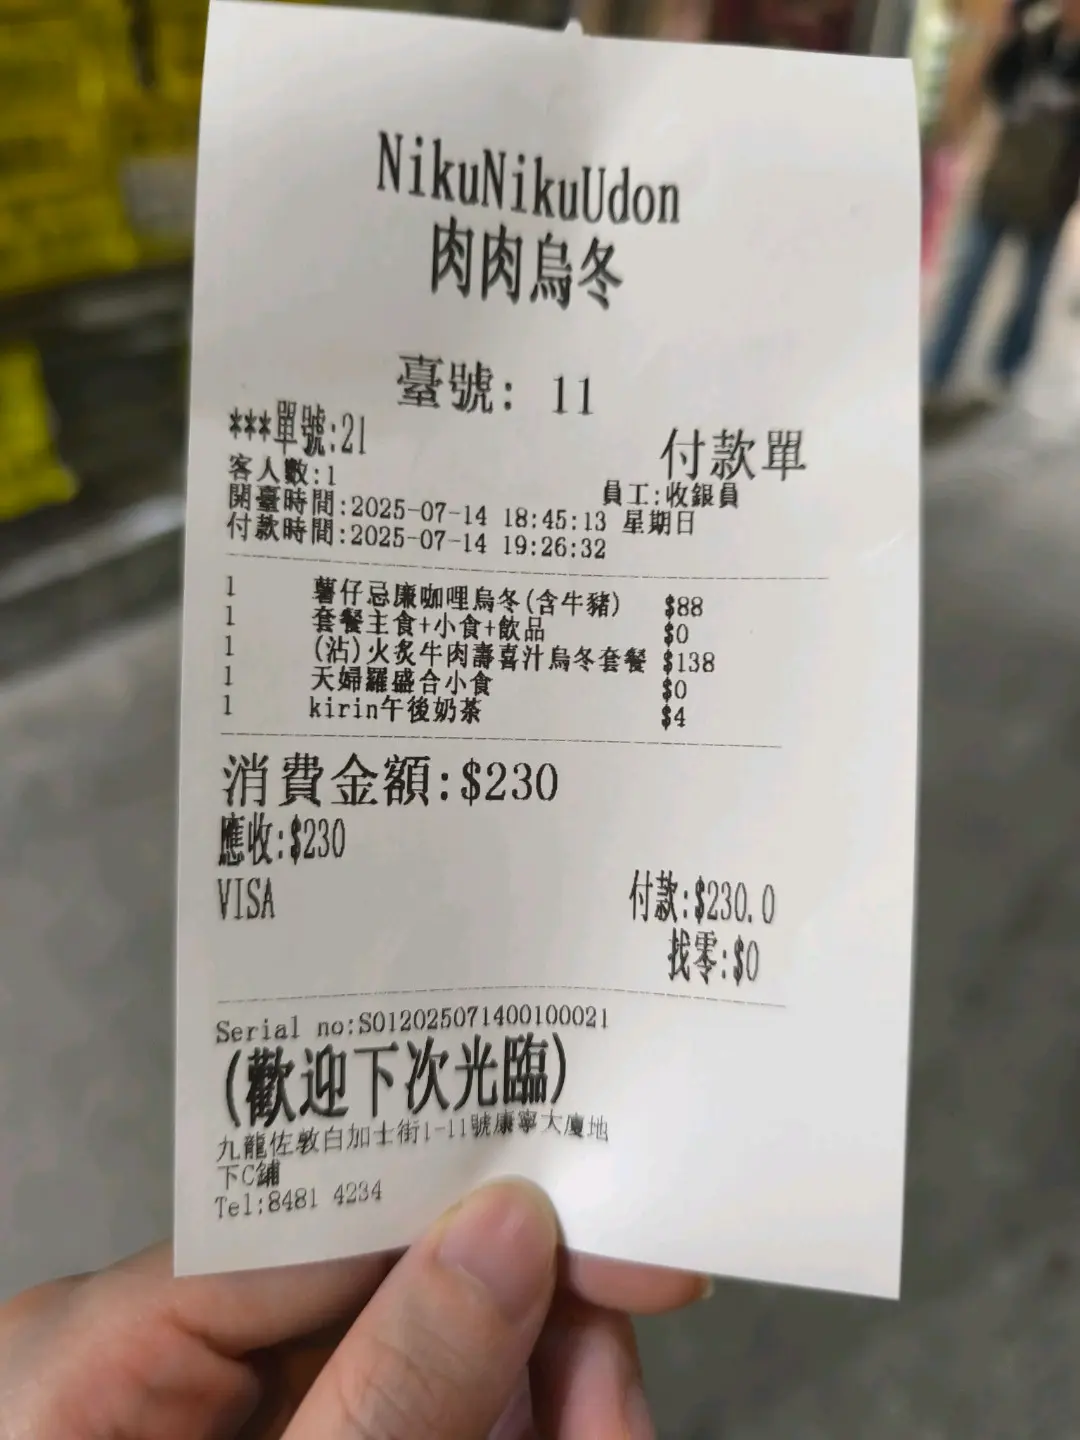 NikuNikuUdon
肉肉烏冬
臺號: 11
***單號:21
付款單
客人數:1
員工:收銀員
開臺時間:2025-07-14 18:45:13 星期日
付款時間:2025-07-14 19:26:32
1 薯仔忌廉咖哩烏冬(含牛豬) $88
1 套餐主食+小食+飲品 $0
1 (沾)火炙牛肉壽喜汁烏冬套餐 $138
1 天婦羅盛合小食 $0
1 kirin午後奶茶 $4
消費金額:$230
應收:$230
VISA 付款:$230.0
找零:$0
Serial no:S012025071400100021
(歡迎下次光臨)
九龍佐敦白加士街1-11號康寧大廈地
下C鋪
Tel:8481 4234